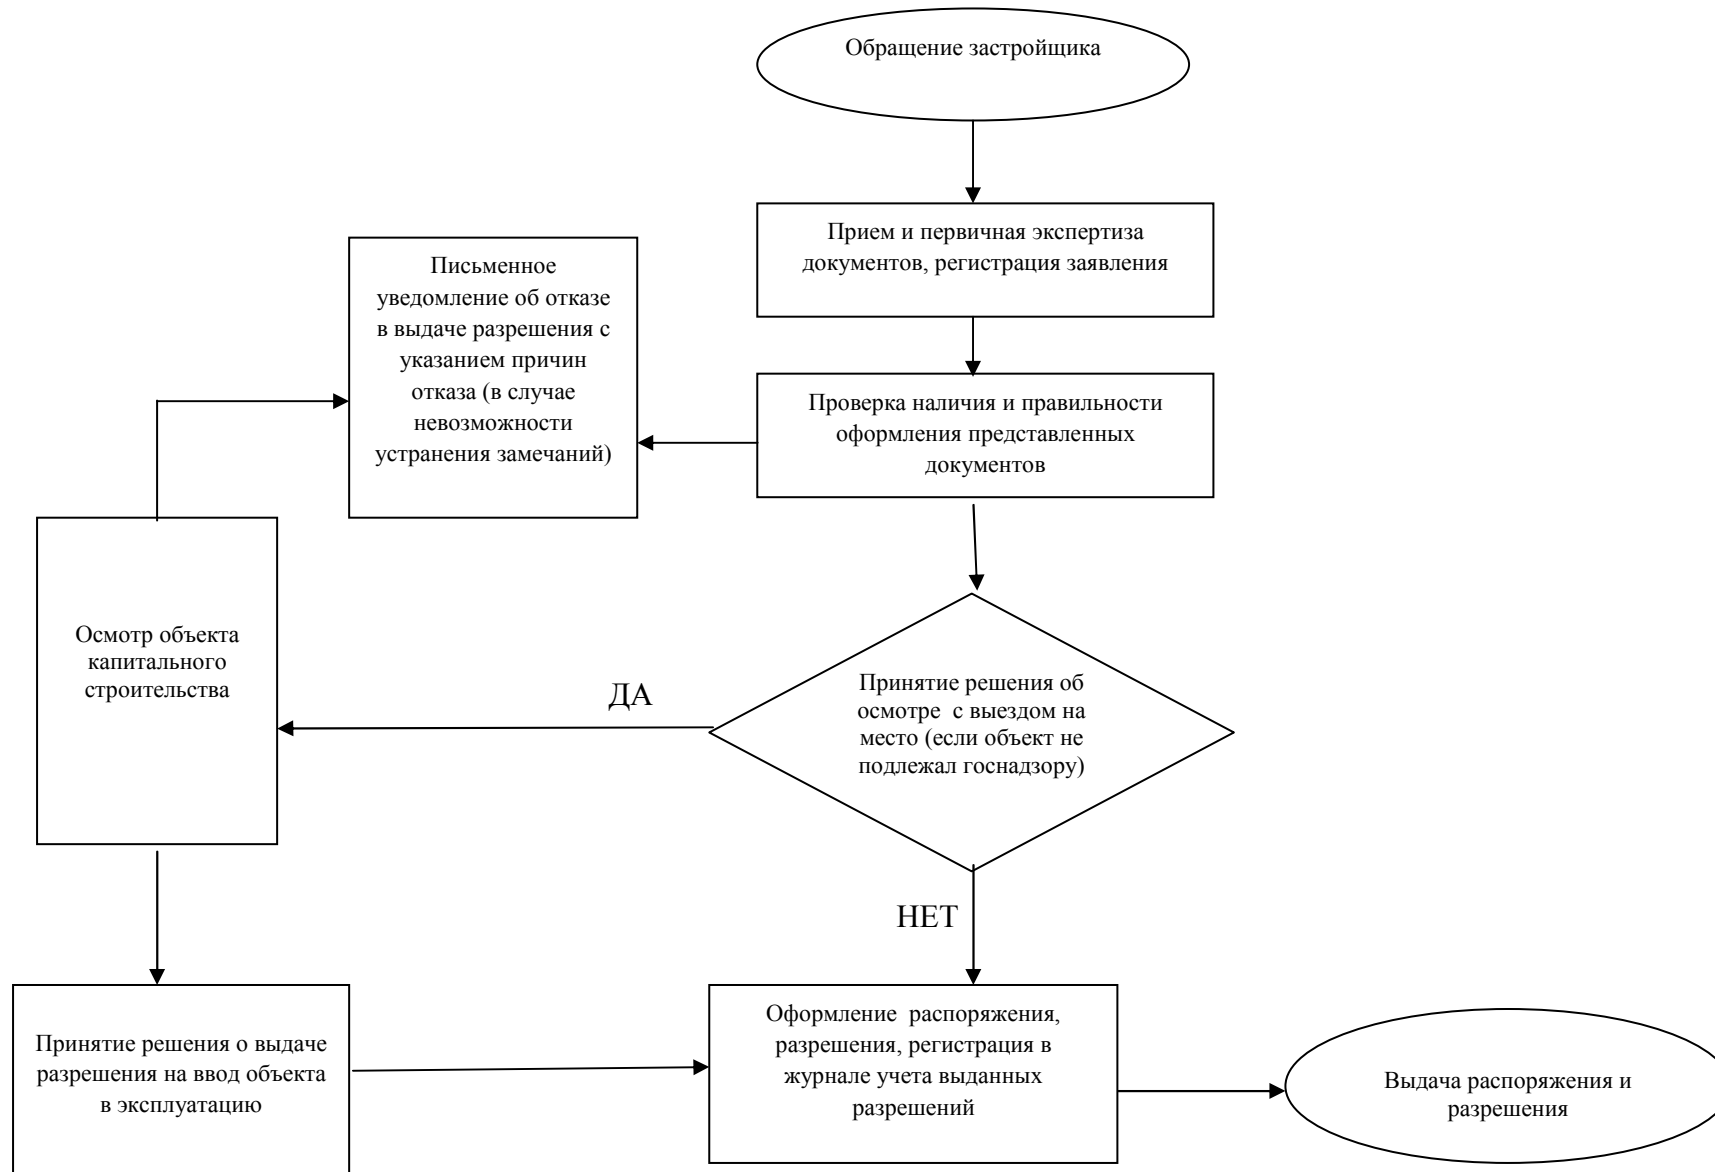 Обращение застройщика
Прием и первичная экспертиза
документов, регистрация заявления
Письменное
уведомление об отказе
в выдаче разрешения с
указанием причин
отказа (в случае
невозможности
устранения замечаний)
Проверка наличия и правильности
оформления представленных
документов
Осмотр объекта
капитального
строительства
ДА
Принятие решения об
осмотре с выездом на
место (если объект не
подлежал госнадзору)
НЕТ
Принятие решения о выдаче
разрешения на ввод объекта
в эксплуатацию
Оформление распоряжения,
разрешения, регистрация в
журнале учета выданных
разрешений
Выдача распоряжения и
разрешения